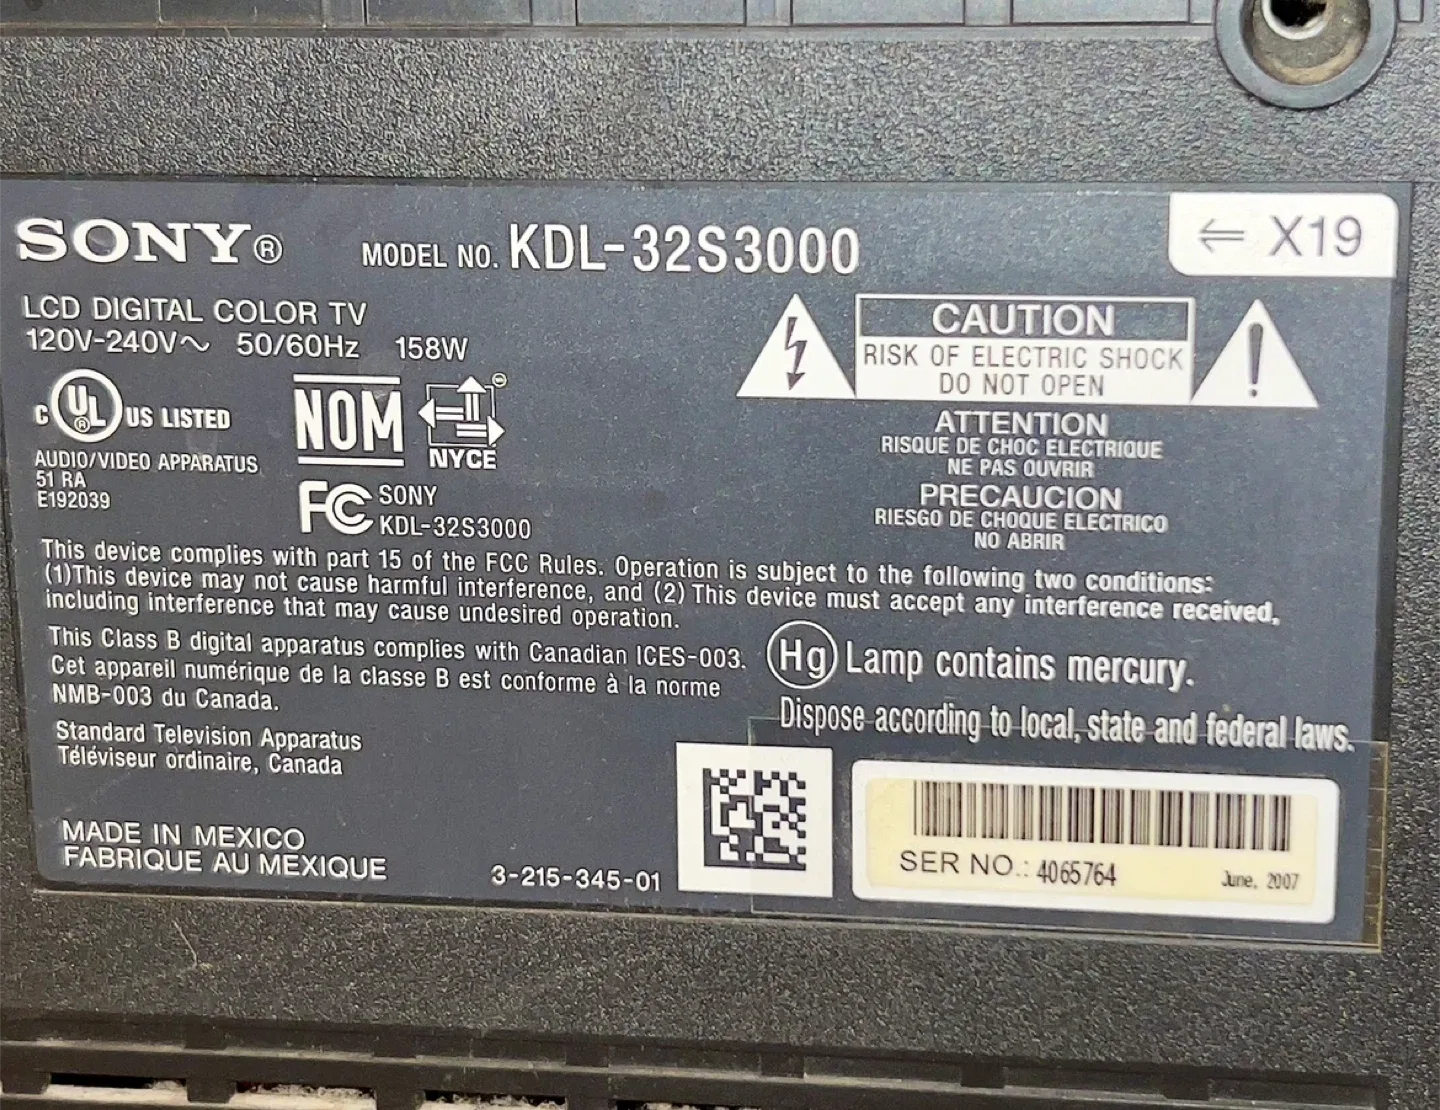 SONY® MODEL NO. KDL-32S3000
⇐ X19
LCD DIGITAL COLOR TV
120V-240V∼ 50/60Hz 158W
C UL® US LISTED
AUDIO/VIDEO APPARATUS
51 RA
E192039
NOM
NYCE
FC SONY
KDL-32S3000
CAUTION
RISK OF ELECTRIC SHOCK
DO NOT OPEN
ATTENTION
RISQUE DE CHOC ELECTRIQUE
NE PAS OUVRIR
PRECAUCION
RIESGO DE CHOQUE ELECTRICO
NO ABRIR
This device complies with part 15 of the FCC Rules. Operation is subject to the following two conditions:
(1)This device may not cause harmful interference, and (2) This device must accept any interference received,
including interference that may cause undesired operation.
This Class B digital apparatus complies with Canadian ICES-003.
Cet appareil numérique de la classe B est conforme à la norme
NMB-003 du Canada.
Hg Lamp contains mercury.
Dispose according to local, state and federal laws.
Standard Television Apparatus
Téléviseur ordinaire, Canada
MADE IN MEXICO
FABRIQUE AU MEXIQUE
3-215-345-01
SER NO.: 4065764
June. 2007